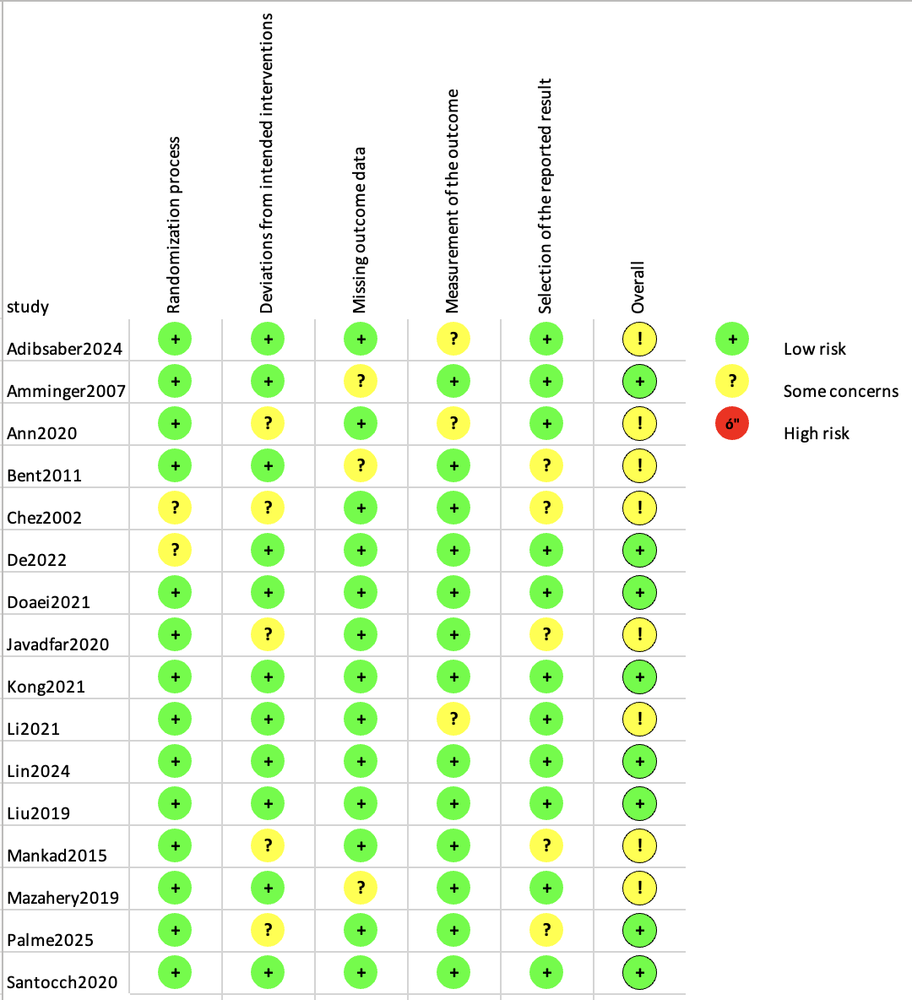 study Randomization process Deviations from intended interventions Missing outcome data Measurement of the outcome Selection of the reported result Overall
Adibsaber2024 + + + ? + ! + Low risk
Amminger2007 + + ? + + + ? Some concerns
Ann2020 + ? + ? + ! ó" High risk
Bent2011 + + ? + ? !
Chez2002 ? ? + + ? !
De2022 ? + + + + +
Doaei2021 + + + + + +
Javadfar2020 + ? + + ? !
Kong2021 + + + + + +
Li2021 + + + ? + !
Lin2024 + + + + + +
Liu2019 + + + + + +
Mankad2015 + ? + + ? !
Mazahery2019 + + ? + + !
Palme2025 + ? + + ? +
Santocch2020 + + + + + +